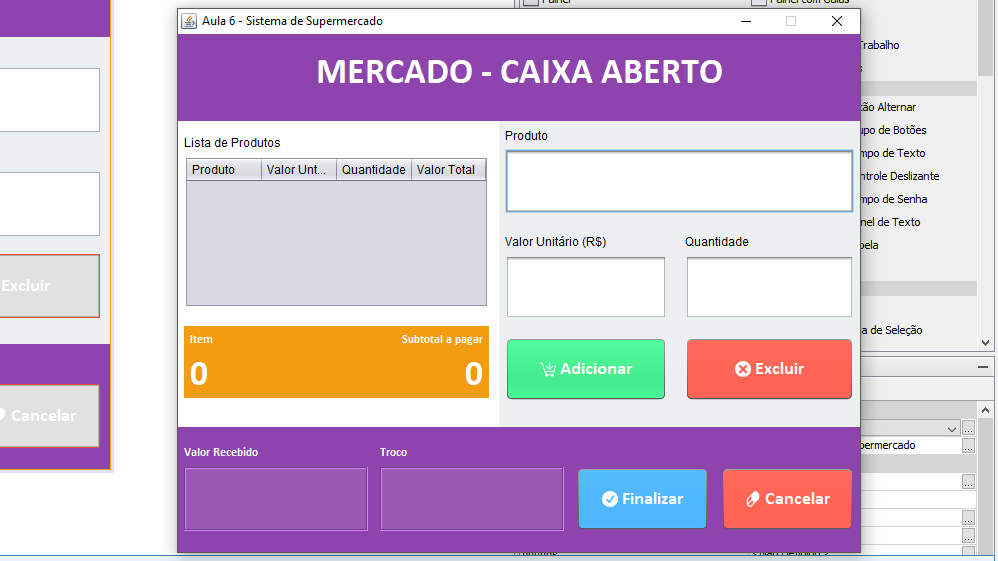 Painel
Painel com Guias
Aula 6 - Sistema de Supermercado
Trabalho
MERCADO - CAIXA ABERTO
Lista de Produtos
Produto
Produto
Valor Unt...
Quantidade
Valor Total
Valor Unitário (R$)
Quantidade
Item
Subtotal a pagar
0
0
Adicionar
Excluir
Valor Recebido
Troco
Finalizar
Cancelar
Excluir
Cancelar
ão Alternar
upo de Botões
mpo de Texto
ntrole Deslizante
mpo de Senha
nel de Texto
bela
a de Seleção
permercado